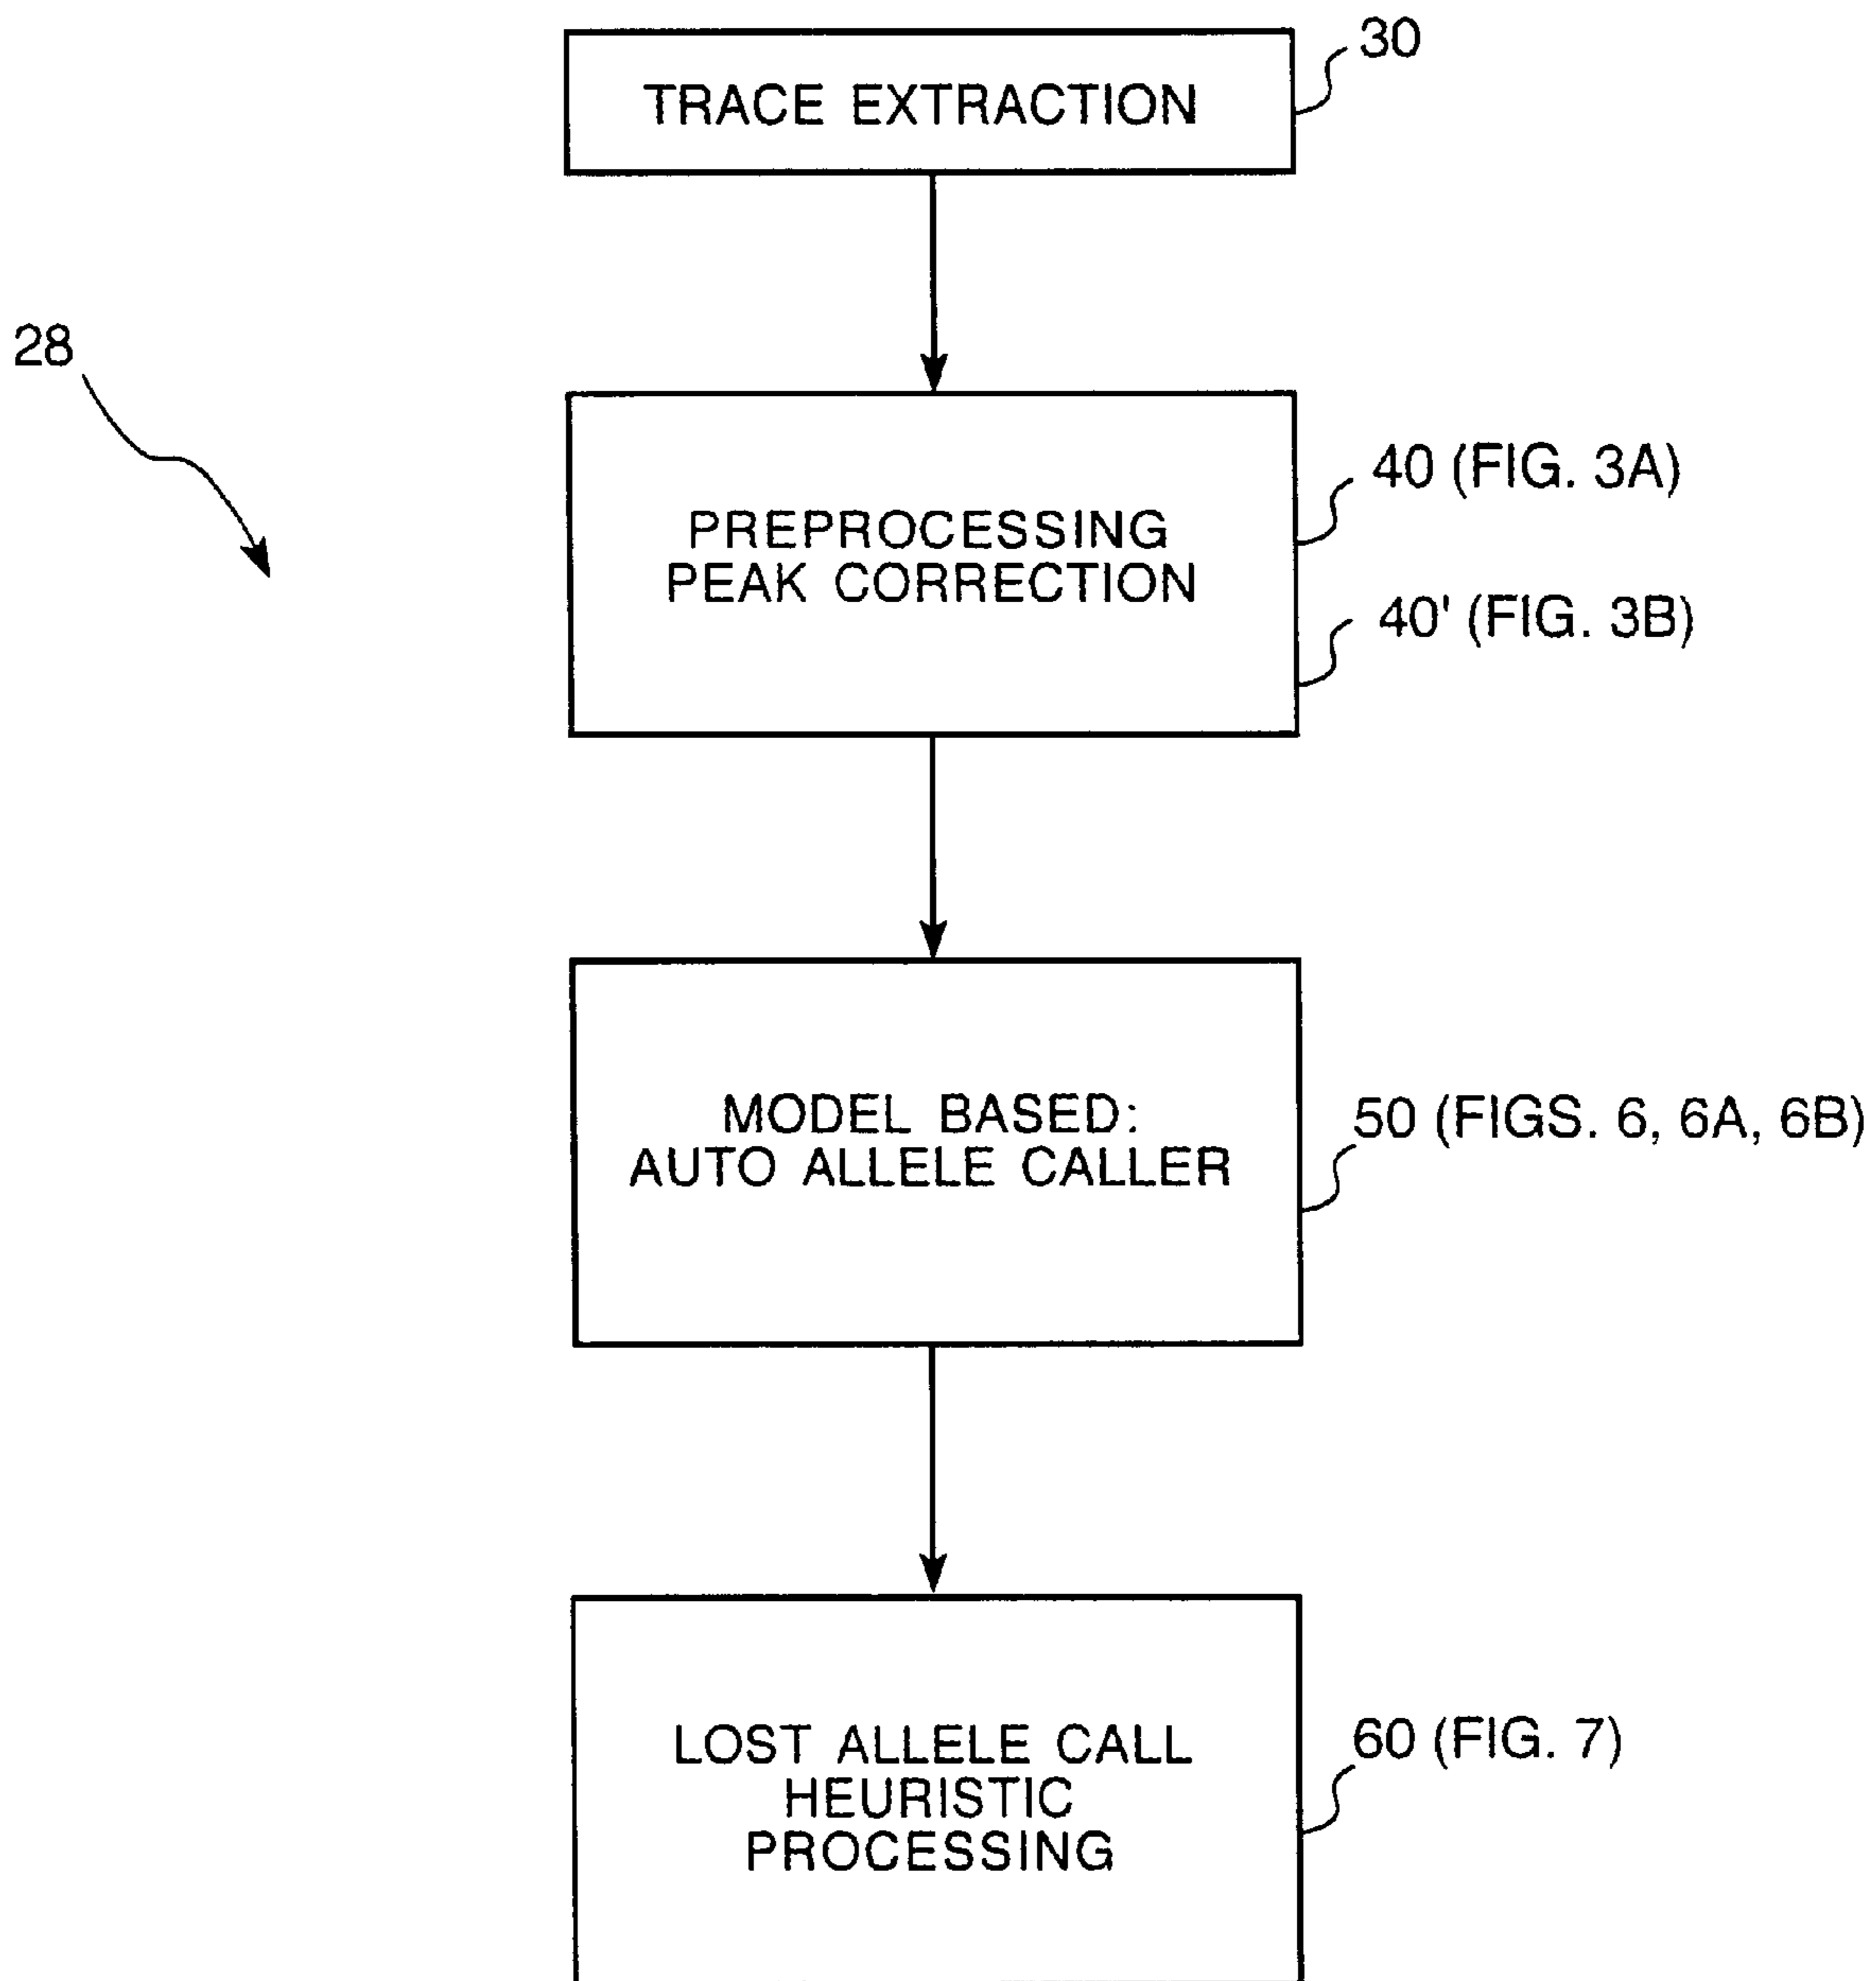 30
TRACE EXTRACTION
28
40 (FIG. 3A)
PREPROCESSING
PEAK CORRECTION
40' (FIG. 3B)
MODEL BASED:
AUTO ALLELE CALLER
50 (FIGS. 6, 6A, 6B)
LOST ALLELE CALL
HEURISTIC
PROCESSING
60 (FIG. 7)